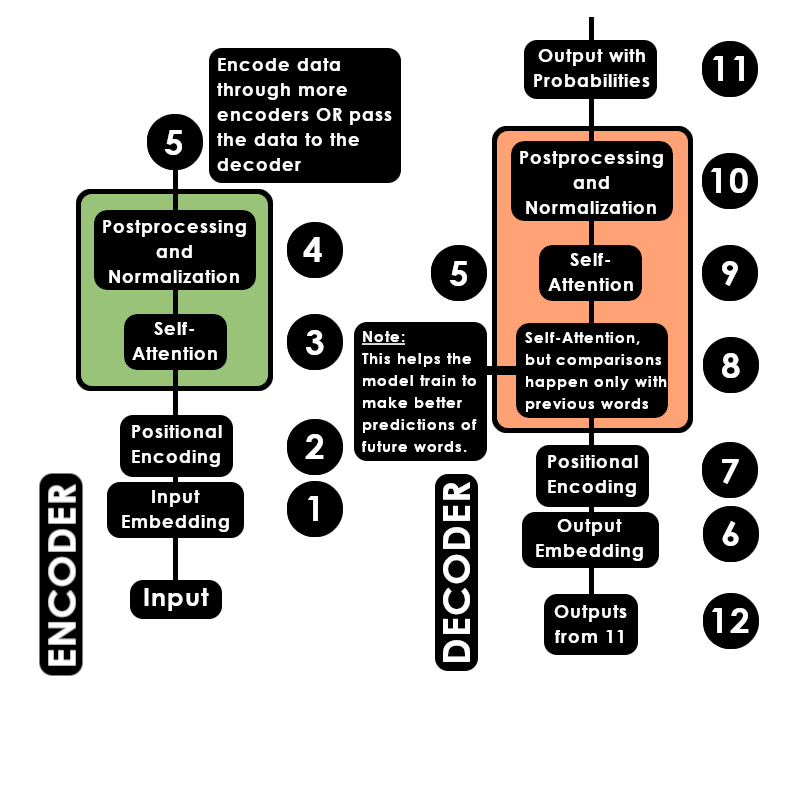 Encode data
through more
encoders OR pass
the data to the
decoder
5
Postprocessing
and
Normalization
4
Self-
Attention
3
Positional
Encoding
2
Input
Embedding
1
Input
ENCODER
Output with
Probabilities
11
Postprocessing
and
Normalization
10
Self-
Attention
9
5
Self-Attention,
but comparisons
happen only with
previous words
8
Note:
This helps the
model train to
make better
predictions of
future words.
Positional
Encoding
7
Output
Embedding
6
Outputs
from 11
12
DECODER